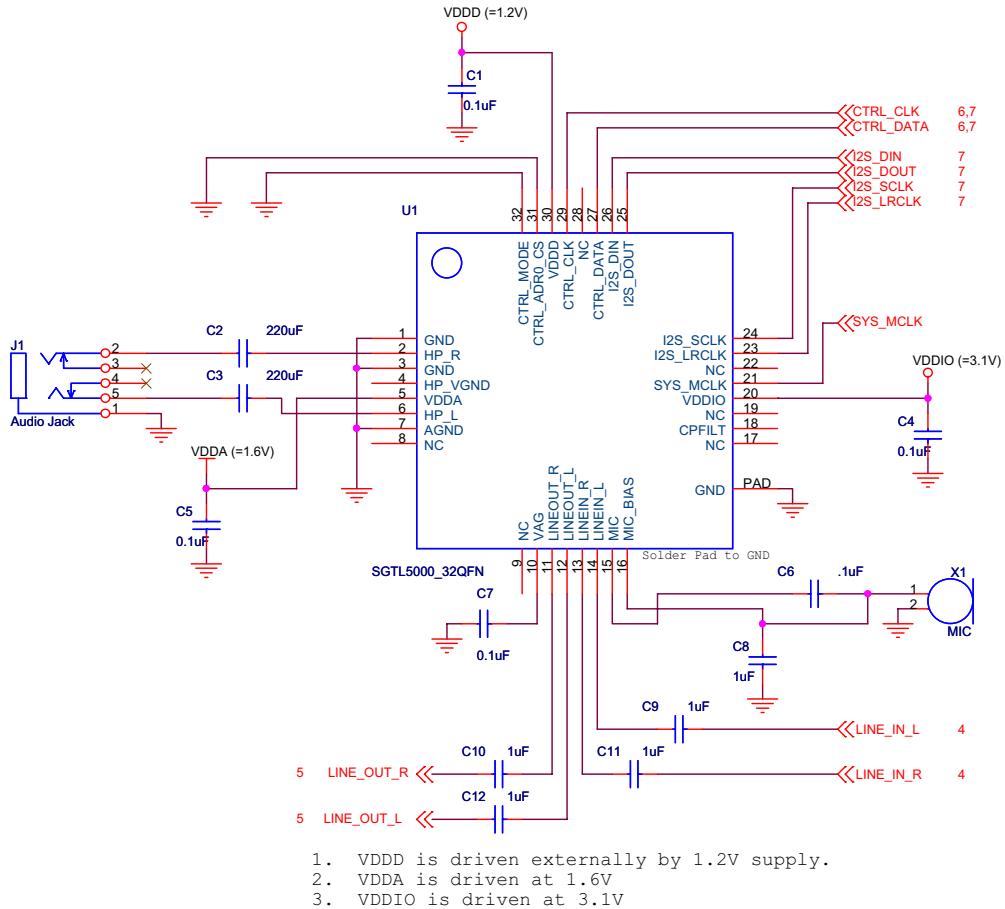 VDDD (=1.2V)
C1
0.1uF
CTRL_CLK 6,7
CTRL_DATA 6,7
I2S_DIN 7
I2S_DOUT 7
I2S_SCLK 7
I2S_LRCLK 7
U1
32 31 30 29 28 27 26 25
CTRL_MODE
CTRL_ADR0_CS
VDDD
CTRL_CLK
NC
CTRL_DATA
I2S_DIN
I2S_DOUT
SYS_MCLK
VDDIO (=3.1V)
J1
2
3
4
5
1
Audio Jack
C2 220uF
C3 220uF
1 GND
2 HP_R
3 GND
4 HP_VGND
5 VDDA
6 HP_L
7 AGND
8 NC
I2S_SCLK 24
I2S_LRCLK 23
NC 22
SYS_MCLK 21
VDDIO 20
NC 19
CPFILT 18
NC 17
GND PAD
C4
0.1uF
VDDA (=1.6V)
C5
0.1uF
NC
VAG
LINEOUT_R
LINEOUT_L
LINEIN_R
LINEIN_L
MIC
MIC_BIAS
9 10 11 12 13 14 15 16
Solder Pad to GND
SGTL5000_32QFN
C6 .1uF
X1
1
2
MIC
C7
0.1uF
C8
1uF
C9 1uF
LINE_IN_L 4
C10 1uF
5 LINE_OUT_R
C11 1uF
LINE_IN_R 4
C12 1uF
5 LINE_OUT_L
1. VDDD is driven externally by 1.2V supply.
2. VDDA is driven at 1.6V
3. VDDIO is driven at 3.1V